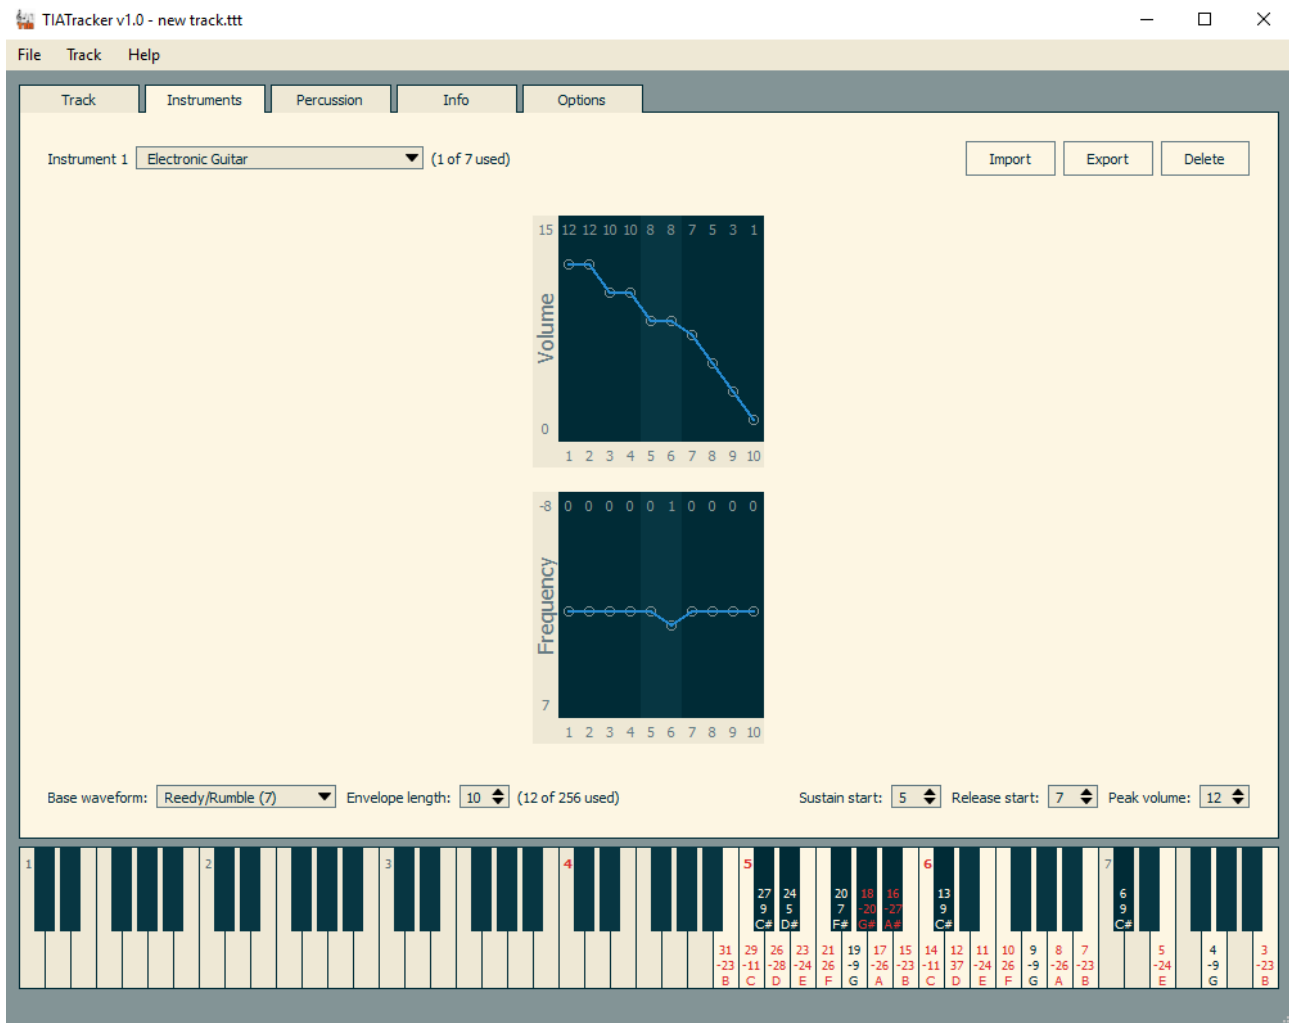 TIATracker v1.0 - new track.ttt
File Track Help
Track Instruments Percussion Info Options
Instrument 1 Electronic Guitar (1 of 7 used) Import Export Delete
15 12 12 10 10 8 8 7 5 3 1
Volume
0
1 2 3 4 5 6 7 8 9 10
-8 0 0 0 0 0 1 0 0 0 0
Frequency
7
1 2 3 4 5 6 7 8 9 10
Base waveform: Reedy/Rumble (7) Envelope length: 10 (12 of 256 used) Sustain start: 5 Release start: 7 Peak volume: 12
1 2 3 4 5 6 7
27 24 20 18 16 13 6
9 5 7 -20 -27 9 9
C# D# F# G# A# C# C#
31 29 26 23 21 19 17 15 14 12 11 10 9 8 7 5 4 3
-23 -11 -28 -24 26 -9 -26 -23 -11 37 -24 26 -9 -26 -23 -24 -9 -23
B C D E F G A B C D E F G A B E G B